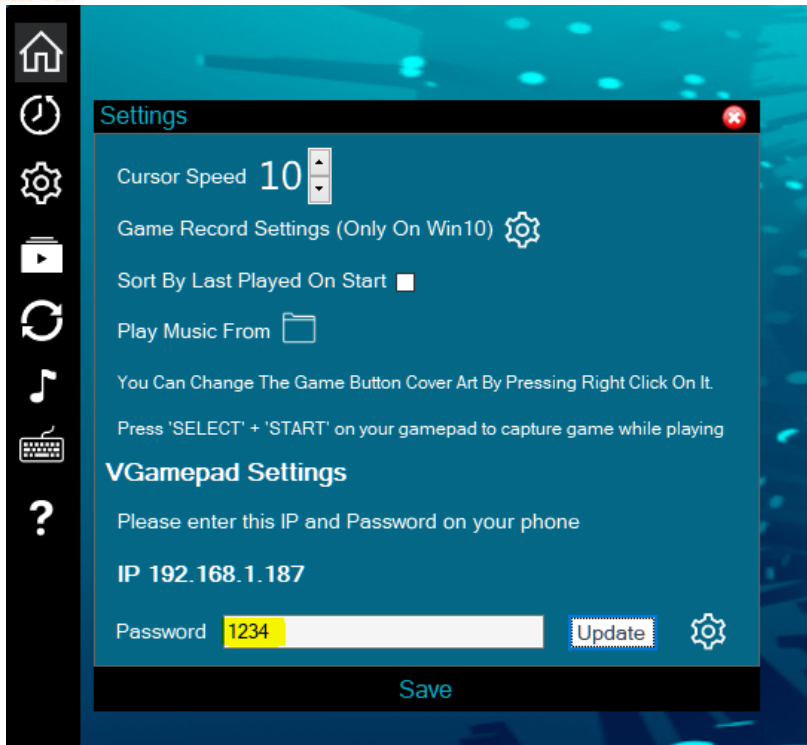 Settings
Cursor Speed 10
Game Record Settings (Only On Win10)
Sort By Last Played On Start
Play Music From
You Can Change The Game Button Cover Art By Pressing Right Click On It.
Press 'SELECT' + 'START' on your gamepad to capture game while playing
VGamepad Settings
Please enter this IP and Password on your phone
IP 192.168.1.187
Password 1234 Update
Save
?